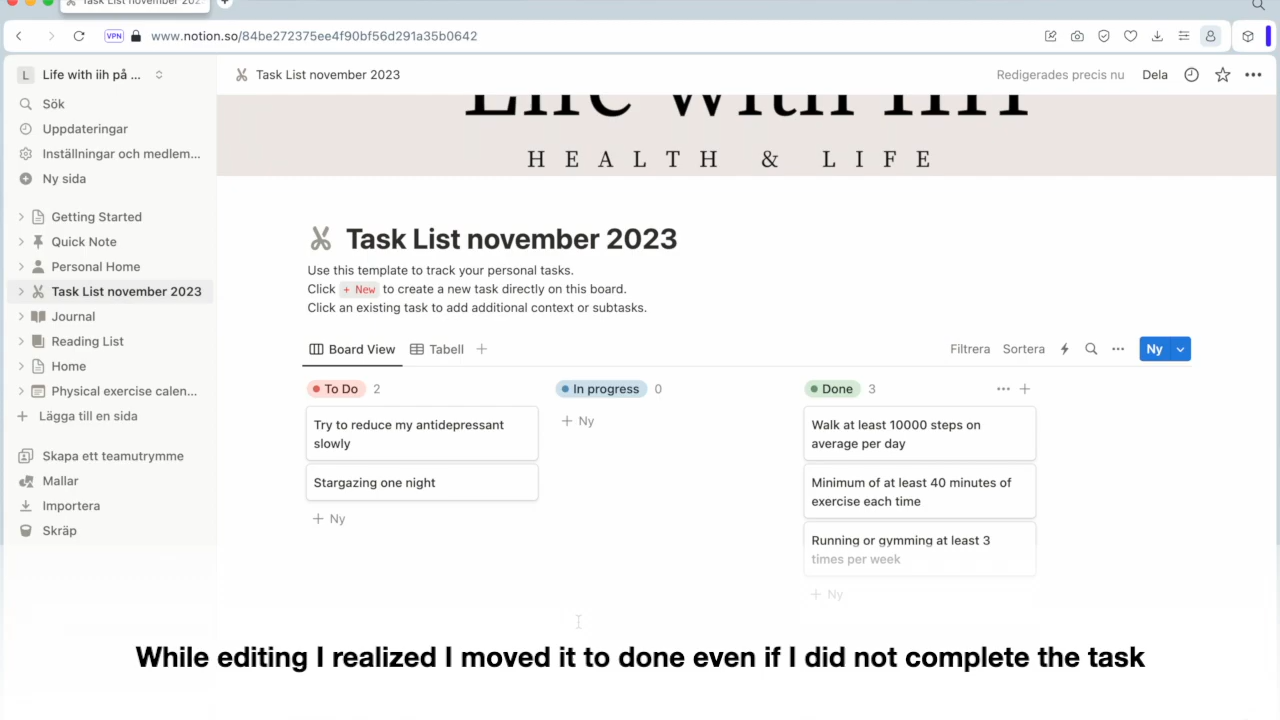 Task List november 202
VPN
www.notion.so/84be272375ee4f90bf56d291a35b0642
L Life with iih på ...
Task List november 2023
Redigerades precis nu
Dela
Sök
Uppdateringar
Inställningar och medlem...
Ny sida
Getting Started
Quick Note
Personal Home
Task List november 2023
Journal
Reading List
Home
Physical exercise calen...
Lägga till en sida
Skapa ett teamutrymme
Mallar
Importera
Skräp
Life with iiH
HEALTH & LIFE
Task List november 2023
Use this template to track your personal tasks.
Click + New to create a new task directly on this board.
Click an existing task to add additional context or subtasks.
Board View
Tabell
Filtrera
Sortera
Ny
To Do 2
Try to reduce my antidepressant
slowly
Stargazing one night
+ Ny
In progress 0
+ Ny
Done 3
Walk at least 10000 steps on
average per day
Minimum of at least 40 minutes of
exercise each time
Running or gymming at least 3
times per week
+ Ny
While editing I realized I moved it to done even if I did not complete the task